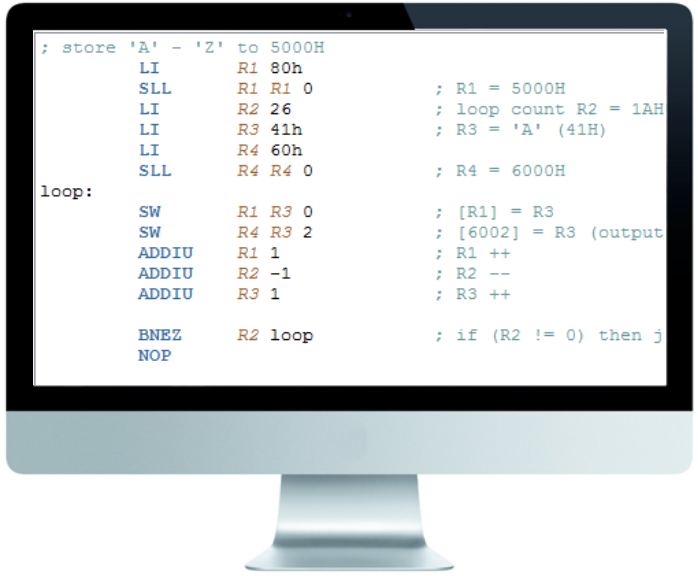 ; store 'A' - 'Z' to 5000H
LI R1 80h
SLL R1 R1 0 ; R1 = 5000H
LI R2 26 ; loop count R2 = 1AH
LI R3 41h ; R3 = 'A' (41H)
LI R4 60h
SLL R4 R4 0 ; R4 = 6000H
loop:
SW R1 R3 0 ; [R1] = R3
SW R4 R3 2 ; [6002] = R3 (output
ADDIU R1 1 ; R1 ++
ADDIU R2 -1 ; R2 --
ADDIU R3 1 ; R3 ++
BNEZ R2 loop ; if (R2 != 0) then j
NOP